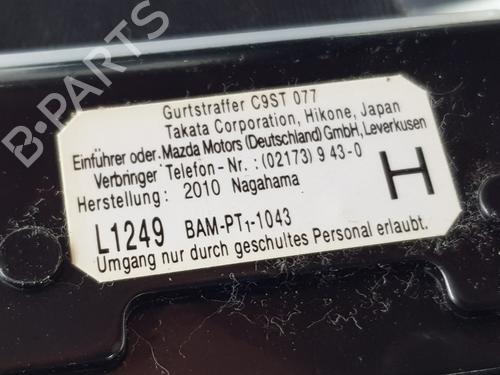 Gurtstraffer C9ST 077
Takata Corporation, Hikone, Japan
Einführer oder. Mazda Motors (Deutschland) GmbH, Leverkusen
Verbringer Telefon-Nr.: (02173) 9 43-0
Herstellung: 2010 Nagahama
H
L1249 BAM-PT1-1043
Umgang nur durch geschultes Personal erlaubt.
B-PARTS